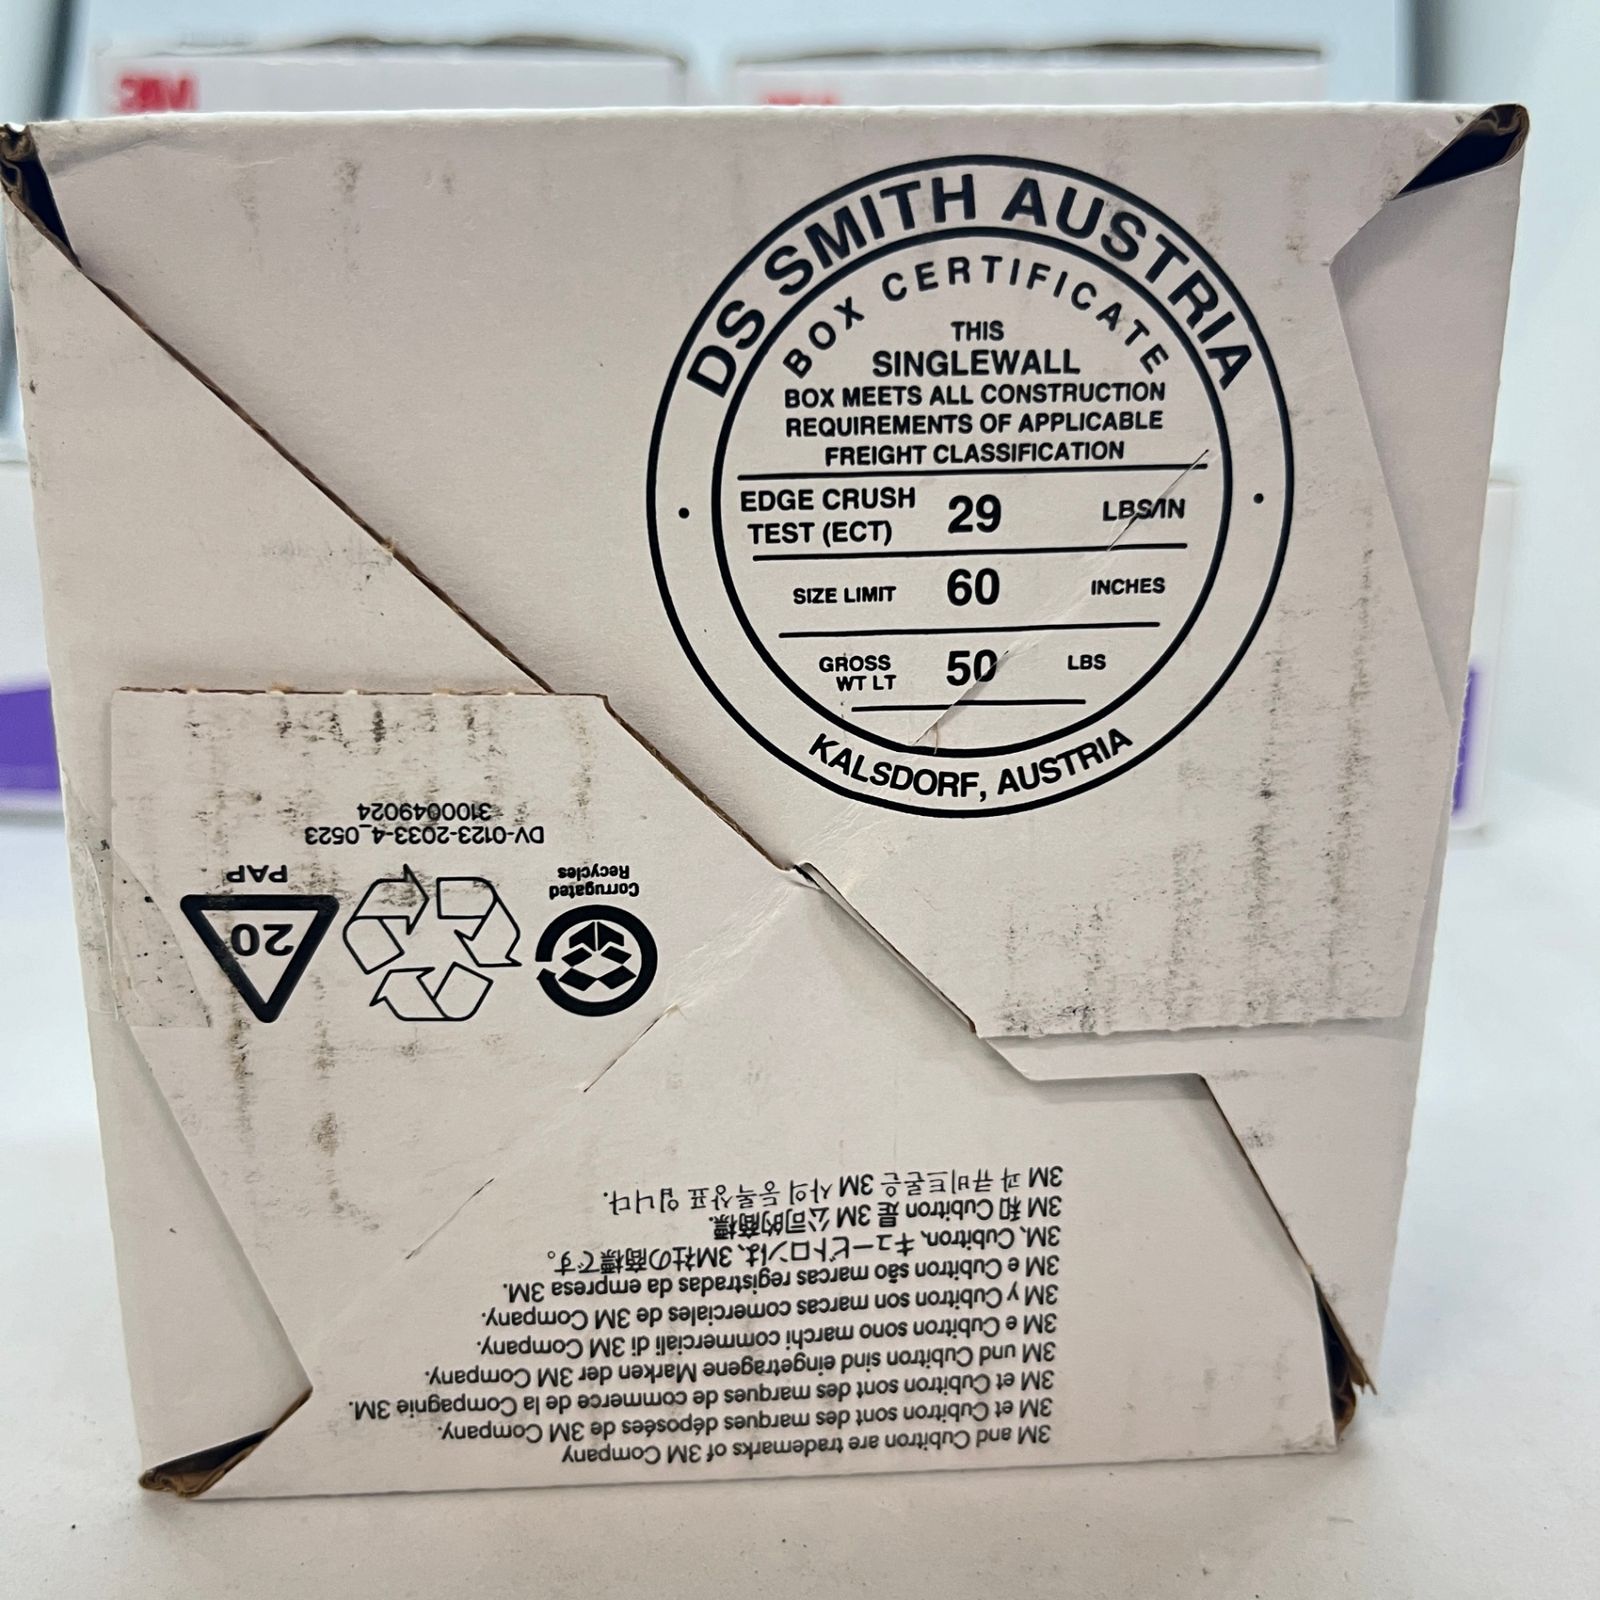 3M
DS SMITH AUSTRIA
BOX CERTIFICATE
THIS
SINGLEWALL
BOX MEETS ALL CONSTRUCTION
REQUIREMENTS OF APPLICABLE
FREIGHT CLASSIFICATION
EDGE CRUSH TEST (ECT) 29 LBS/IN
SIZE LIMIT 60 INCHES
GROSS WT LT 50 LBS
KALSDORF, AUSTRIA
3100049024
DV-0123-2033-4_0523
PAP
20
Corrugated
Recycles
3M and Cubitron are trademarks of 3M Company
3M et Cubitron sont des marques déposées de 3M Company.
3M et Cubitron sont des marques de commerce de la Compagnie 3M.
3M und Cubitron sind eingetragene Marken der 3M Company.
3M e Cubitron sono marchi commerciali di 3M Company.
3M y Cubitron son marcas comerciales de 3M Company.
3M e Cubitron são marcas registradas da empresa 3M.
3M, Cubitron, キュービトロンは、3M社の商標です。
3M 和 Cubitron 是 3M 公司的商標.
3M 과 큐비트론은 3M 사의 등록상표 입니다.